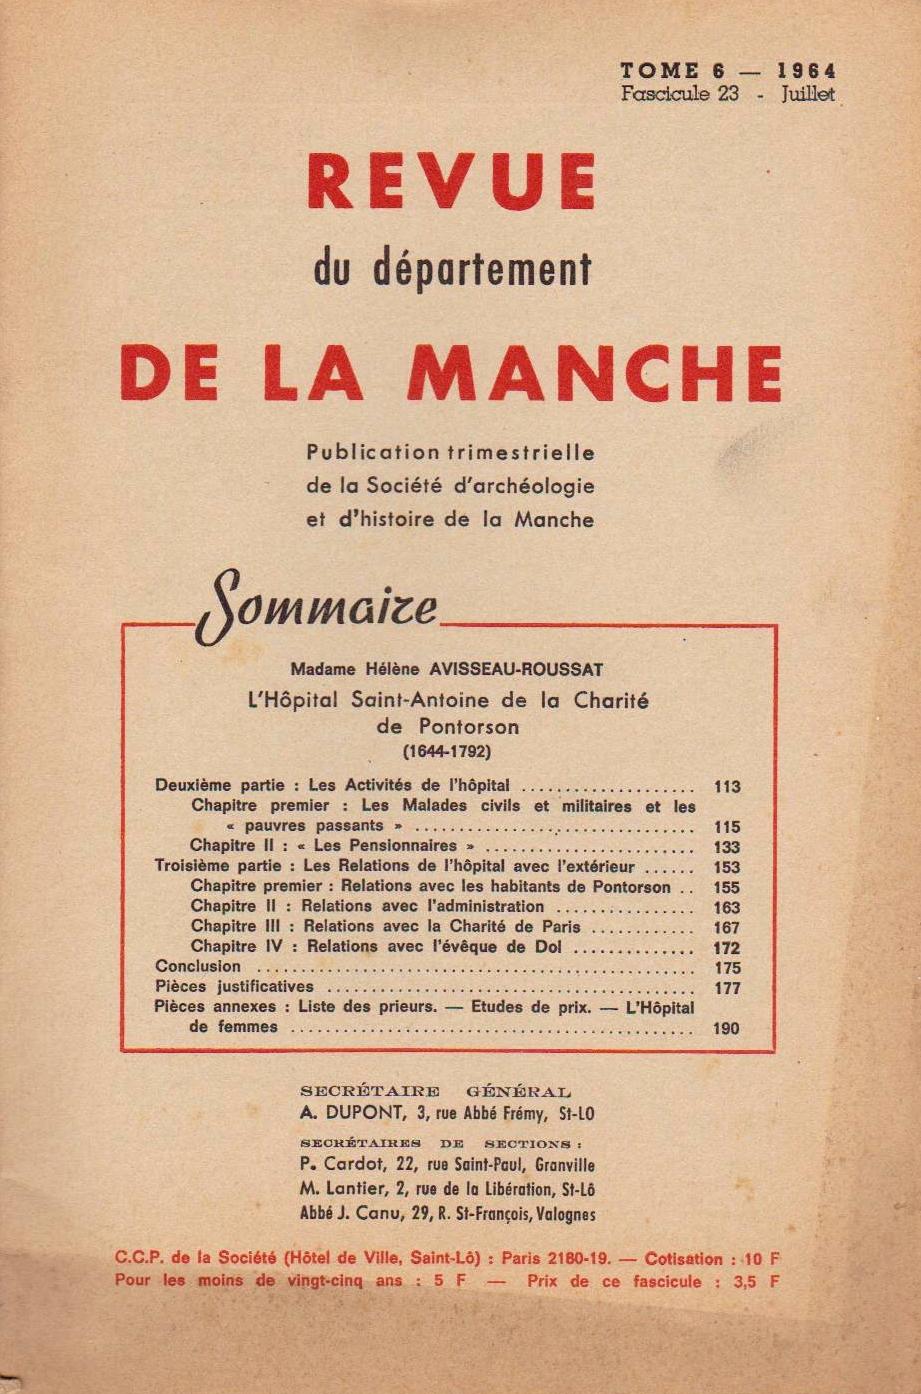 TOME 6 — 1964
Fascicule 23 - Juillet
REVUE
du département
DE LA MANCHE
Publication trimestrielle
de la Société d'archéologie
et d'histoire de la Manche
Sommaire
Madame Hélène AVISSEAU-ROUSSAT
L'Hôpital Saint-Antoine de la Charité
de Pontorson
(1644-1792)
Deuxième partie : Les Activités de l'hôpital .................... 113
Chapitre premier : Les Malades civils et militaires et les
« pauvres passants » ................................ 115
Chapitre II : « Les Pensionnaires » ........................ 133
Troisième partie : Les Relations de l'hôpital avec l'extérieur ...... 153
Chapitre premier : Relations avec les habitants de Pontorson .. 155
Chapitre II : Relations avec l'administration ................ 163
Chapitre III : Relations avec la Charité de Paris ............ 167
Chapitre IV : Relations avec l'évêque de Dol .............. 172
Conclusion .................................................. 175
Pièces justificatives .......................................... 177
Pièces annexes : Liste des prieurs. — Etudes de prix. — L'Hôpital
de femmes .............................................. 190
SECRÉTAIRE GÉNÉRAL
A. DUPONT, 3, rue Abbé Frémy, St-LO
SECRÉTAIRES DE SECTIONS :
P. Cardot, 22, rue Saint-Paul, Granville
M. Lantier, 2, rue de la Libération, St-Lô
Abbé J. Canu, 29, R. St-François, Valognes
C.C.P. de la Société (Hôtel de Ville, Saint-Lô) : Paris 2180-19. — Cotisation : 10 F
Pour les moins de vingt-cinq ans : 5 F — Prix de ce fascicule : 3,5 F